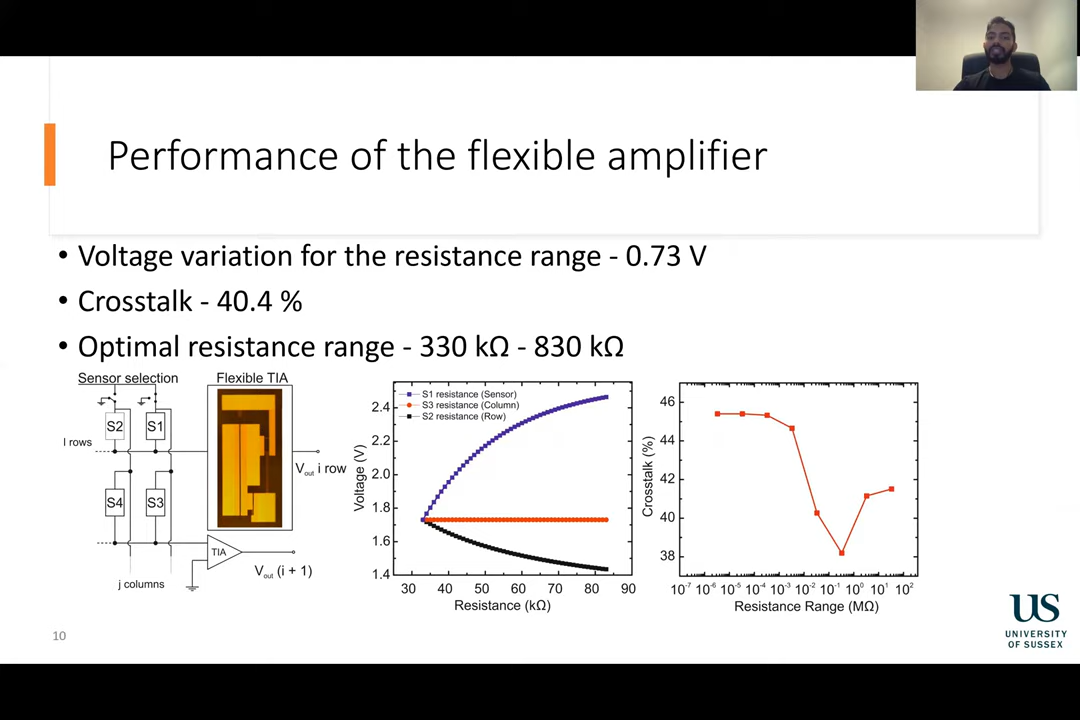 Performance of the flexible amplifier
• Voltage variation for the resistance range - 0.73 V
• Crosstalk - 40.4 %
• Optimal resistance range - 330 kΩ - 830 kΩ
Sensor selection
Flexible TIA
S2
S1
I rows
V_out i row
S4
S3
TIA
V_out (i + 1)
j columns
S1 resistance (Sensor)
S3 resistance (Column)
S2 resistance (Row)
Voltage (V)
2.4
2.2
2.0
1.8
1.6
1.4
30 40 50 60 70 80 90
Resistance (kΩ)
Crosstalk (%)
46
44
42
40
38
10⁻⁷ 10⁻⁶ 10⁻⁵ 10⁻⁴ 10⁻³ 10⁻² 10⁻¹ 10⁰ 10¹ 10²
Resistance Range (MΩ)
US
UNIVERSITY
OF SUSSEX
10